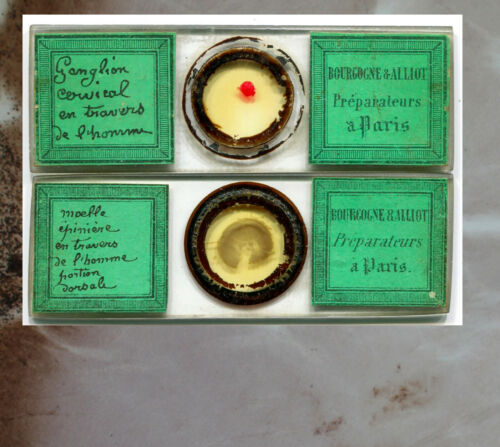 Ganglion
cervical
en travers
de l'homme
BOURGOGNE & ALLIOT
Préparateurs
à Paris
moelle
épinière
en travers
de l'homme
portion
dorsale
BOURGOGNE & ALLIOT
Préparateurs
à Paris.